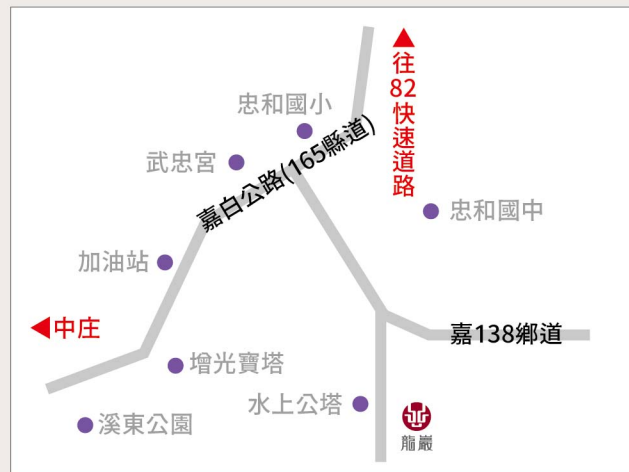 往82快速道路
忠和國小
武忠宮
嘉白公路(165縣道)
忠和國中
加油站
中庄
嘉138鄉道
增光寶塔
水上公塔
溪東公園
龍巖